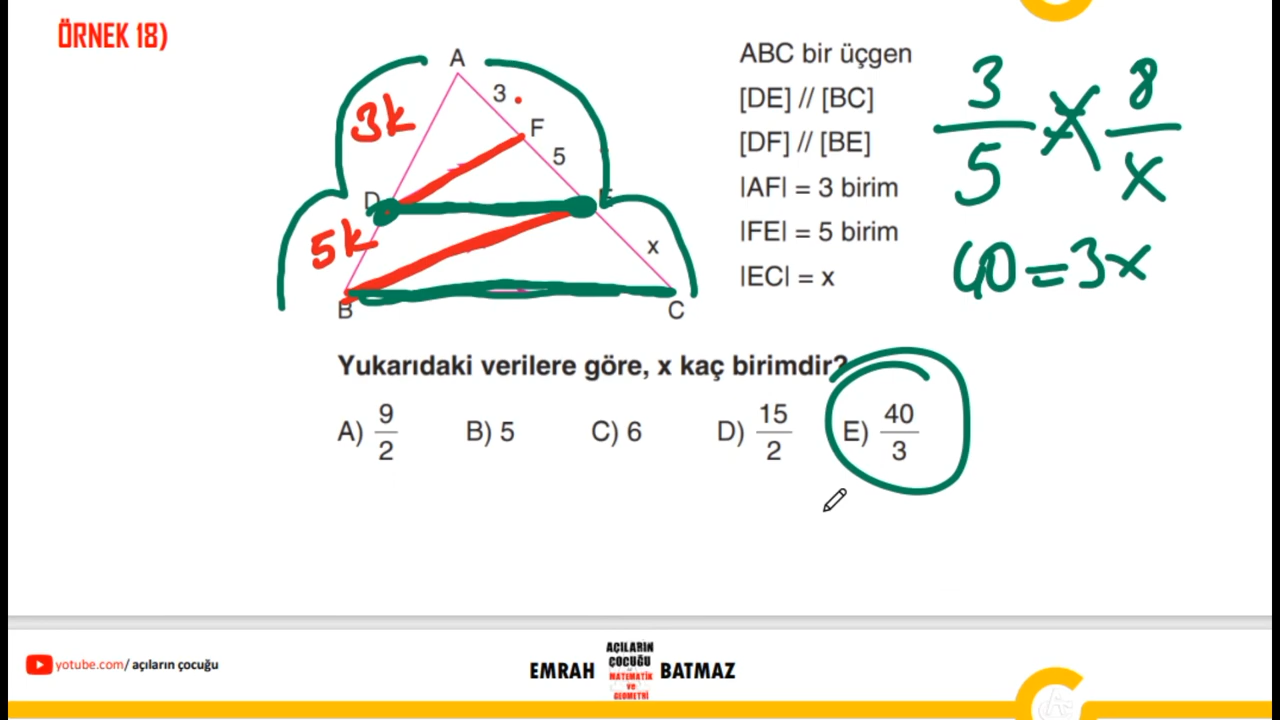 ÖRNEK 18)
A
3
F
5
D
E
x
B
C
3k
5k
ABC bir üçgen
[DE] // [BC]
[DF] // [BE]
|AF| = 3 birim
|FE| = 5 birim
|EC| = x
3/5 = 8/x
40=3x
Yukarıdaki verilere göre, x kaç birimdir?
A) 9/2 B) 5 C) 6 D) 15/2 E) 40/3
yotube.com/ açıların çocuğu
EMRAH AÇILARIN ÇOCUĞU MATEMATİK ve GEOMETRİ BATMAZ